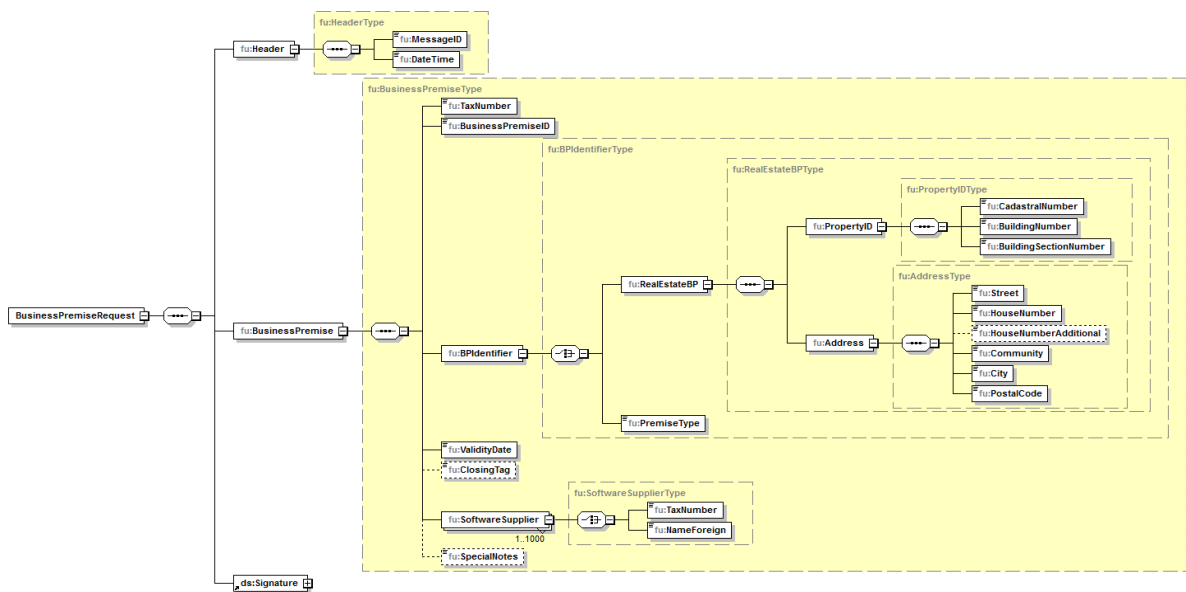 fu:HeaderType
fu:Header
fu:MessageID
fu:DateTime
fu:BusinessPremiseType
fu:TaxNumber
fu:BusinessPremiseID
fu:BPIdentifierType
fu:RealEstateBPType
fu:PropertyIDType
fu:CadastralNumber
fu:PropertyID
fu:BuildingNumber
fu:BuildingSectionNumber
fu:AddressType
fu:RealEstateBP
fu:Street
fu:HouseNumber
BusinessPremiseRequest
fu:BusinessPremise
fu:HouseNumberAdditional
fu:Address
fu:BPIdentifier
fu:Community
fu:City
fu:PostalCode
fu:PremiseType
fu:ValidityDate
fu:ClosingTag
fu:SoftwareSupplierType
fu:TaxNumber
fu:SoftwareSupplier
fu:NameForeign
1..1000
fu:SpecialNotes
ds:Signature